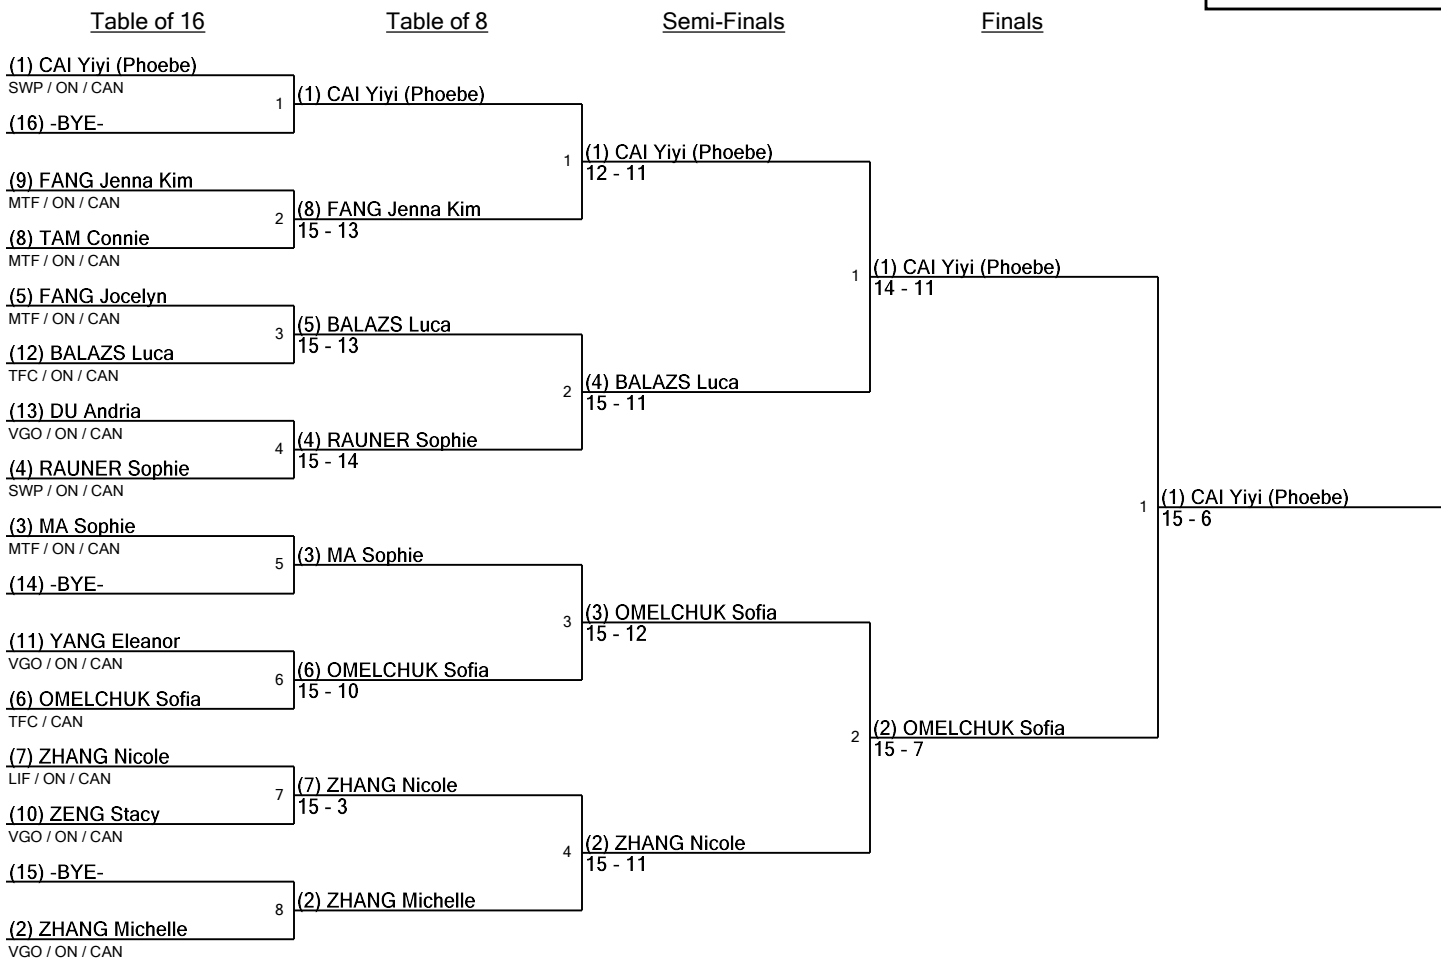 Table of 16
Table of 8
Semi-Finals
Finals
(1) CAI Yiyi (Phoebe)
SWP / ON / CAN
1
(16) -BYE-
(9) FANG Jenna Kim
MTF / ON / CAN
2
(8) TAM Connie
MTF / ON / CAN
(5) FANG Jocelyn
MTF / ON / CAN
3
(12) BALAZS Luca
TFC / ON / CAN
(13) DU Andria
VGO / ON / CAN
4
(4) RAUNER Sophie
SWP / ON / CAN
(3) MA Sophie
MTF / ON / CAN
5
(14) -BYE-
(11) YANG Eleanor
VGO / ON / CAN
6
(6) OMELCHUK Sofia
TFC / CAN
(7) ZHANG Nicole
LIF / ON / CAN
7
(10) ZENG Stacy
VGO / ON / CAN
(15) -BYE-
8
(2) ZHANG Michelle
VGO / ON / CAN
(1) CAI Yiyi (Phoebe)
1
(8) FANG Jenna Kim
15 - 13
(5) BALAZS Luca
15 - 13
2
(4) RAUNER Sophie
15 - 14
(3) MA Sophie
3
(6) OMELCHUK Sofia
15 - 10
(7) ZHANG Nicole
15 - 3
4
(2) ZHANG Michelle
(1) CAI Yiyi (Phoebe)
12 - 11
1
(4) BALAZS Luca
15 - 11
(3) OMELCHUK Sofia
15 - 12
2
(2) ZHANG Nicole
15 - 11
(1) CAI Yiyi (Phoebe)
14 - 11
1
(2) OMELCHUK Sofia
15 - 7
(1) CAI Yiyi (Phoebe)
15 - 6